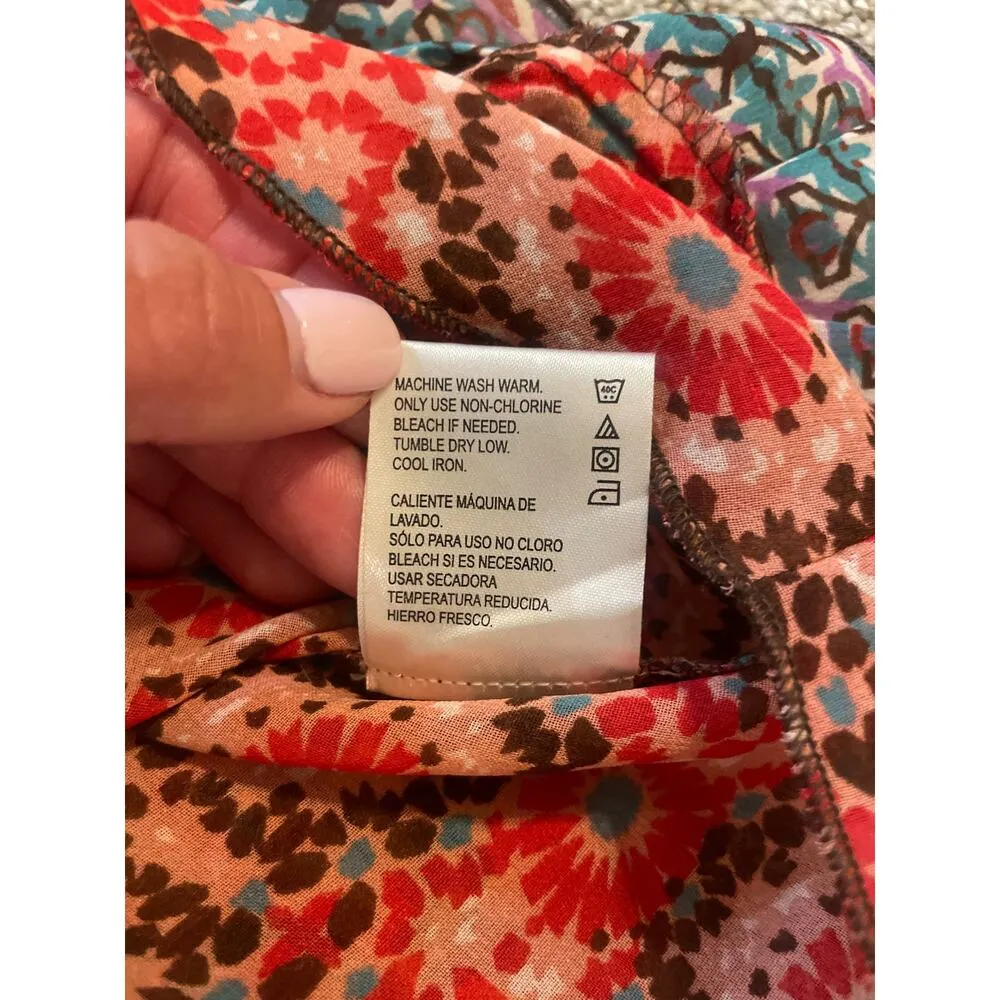 MACHINE WASH WARM.
ONLY USE NON-CHLORINE
BLEACH IF NEEDED.
TUMBLE DRY LOW.
COOL IRON.
40C
CALIENTE MÁQUINA DE
LAVADO.
SÓLO PARA USO NO CLORO
BLEACH SI ES NECESARIO.
USAR SECADORA
TEMPERATURA REDUCIDA.
HIERRO FRESCO.